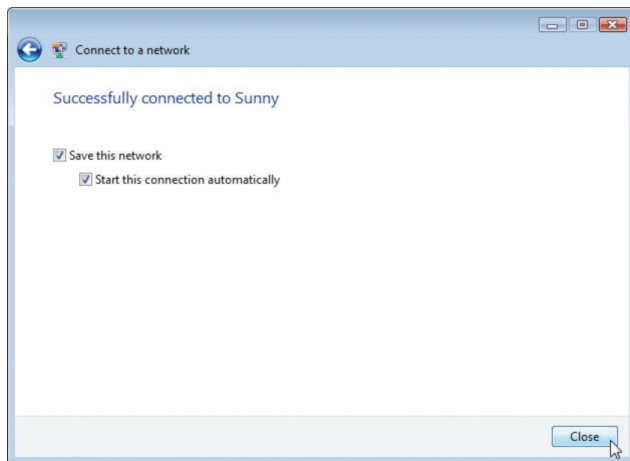 Connect to a network
Successfully connected to Sunny
Save this network
Start this connection automatically
Close